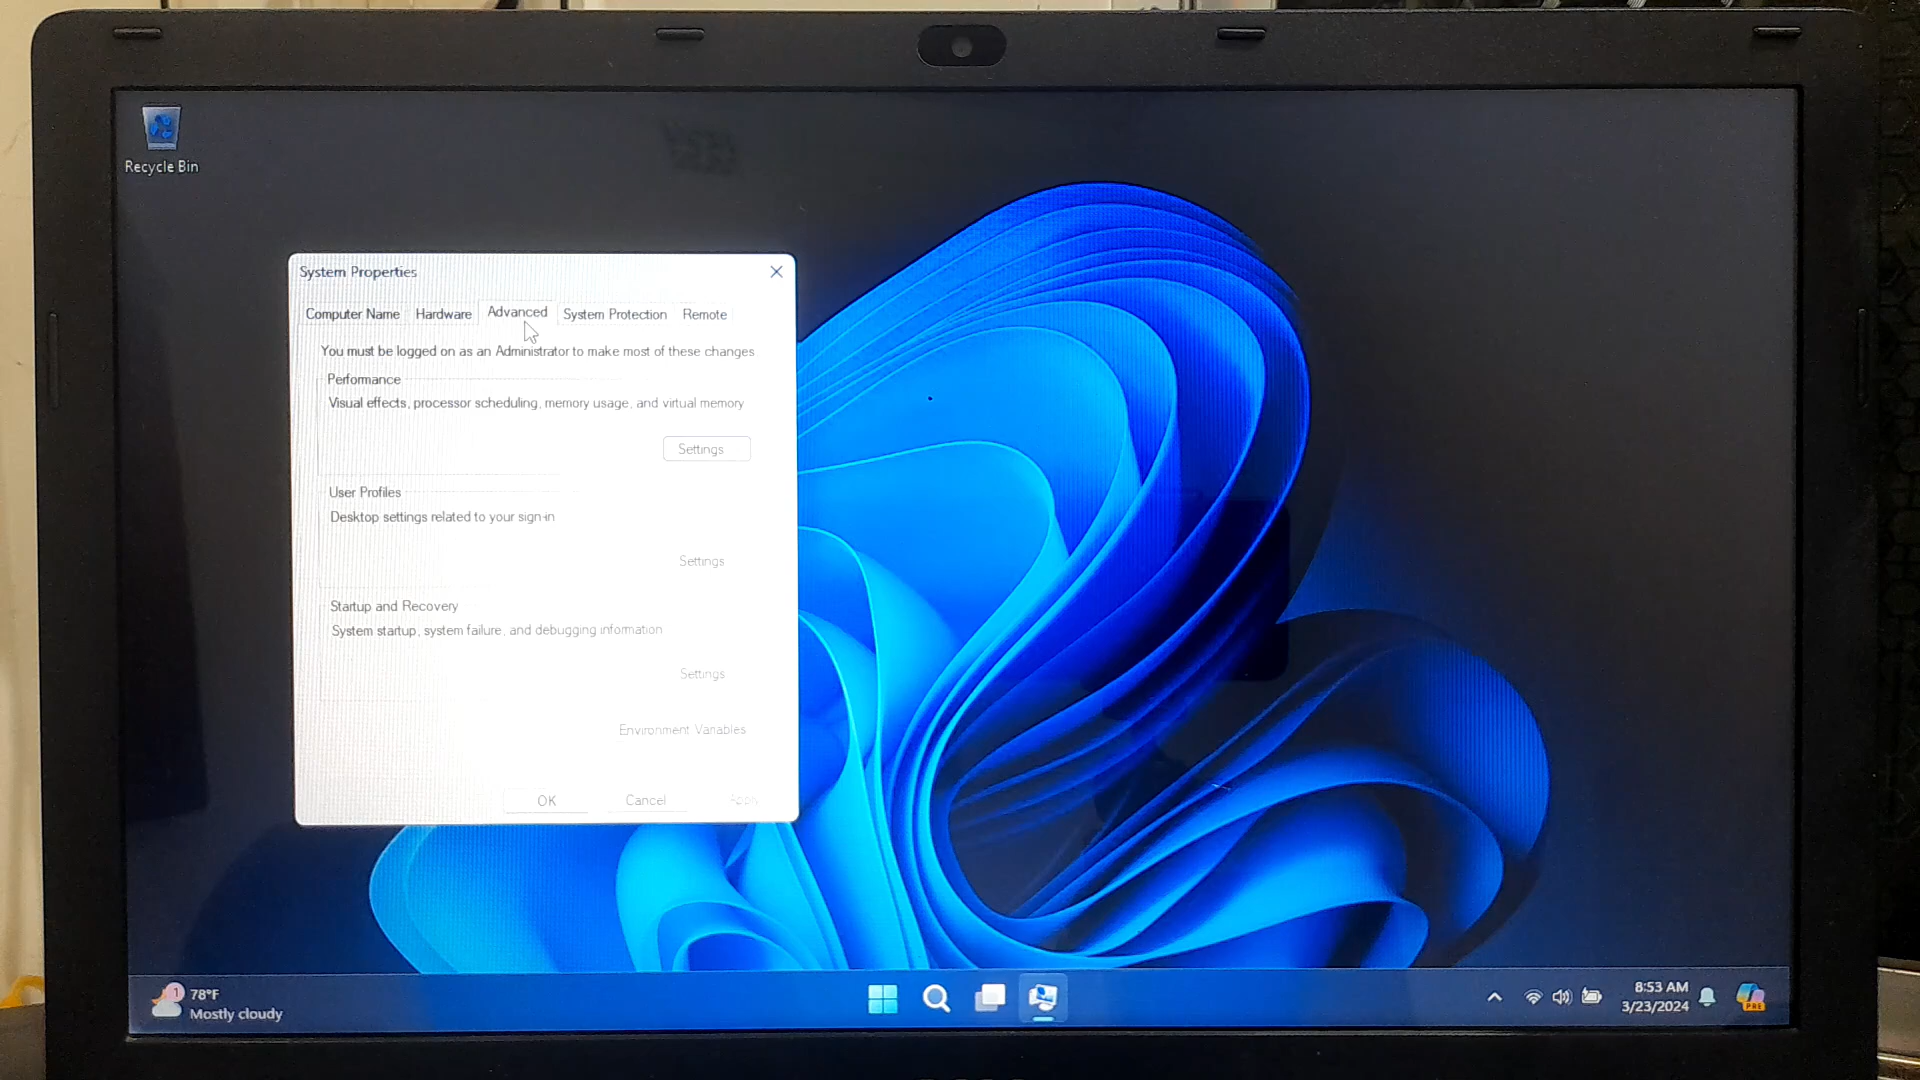 Recycle Bin
System Properties
Computer Name Hardware Advanced System Protection Remote
You must be logged on as an Administrator to make most of these changes.
Performance
Visual effects, processor scheduling, memory usage, and virtual memory
Settings
User Profiles
Desktop settings related to your sign-in
Settings
Startup and Recovery
System startup, system failure, and debugging information
Settings
Environment Variables
OK Cancel Apply
1
78°F
Mostly cloudy
8:53 AM
3/23/2024
PRE